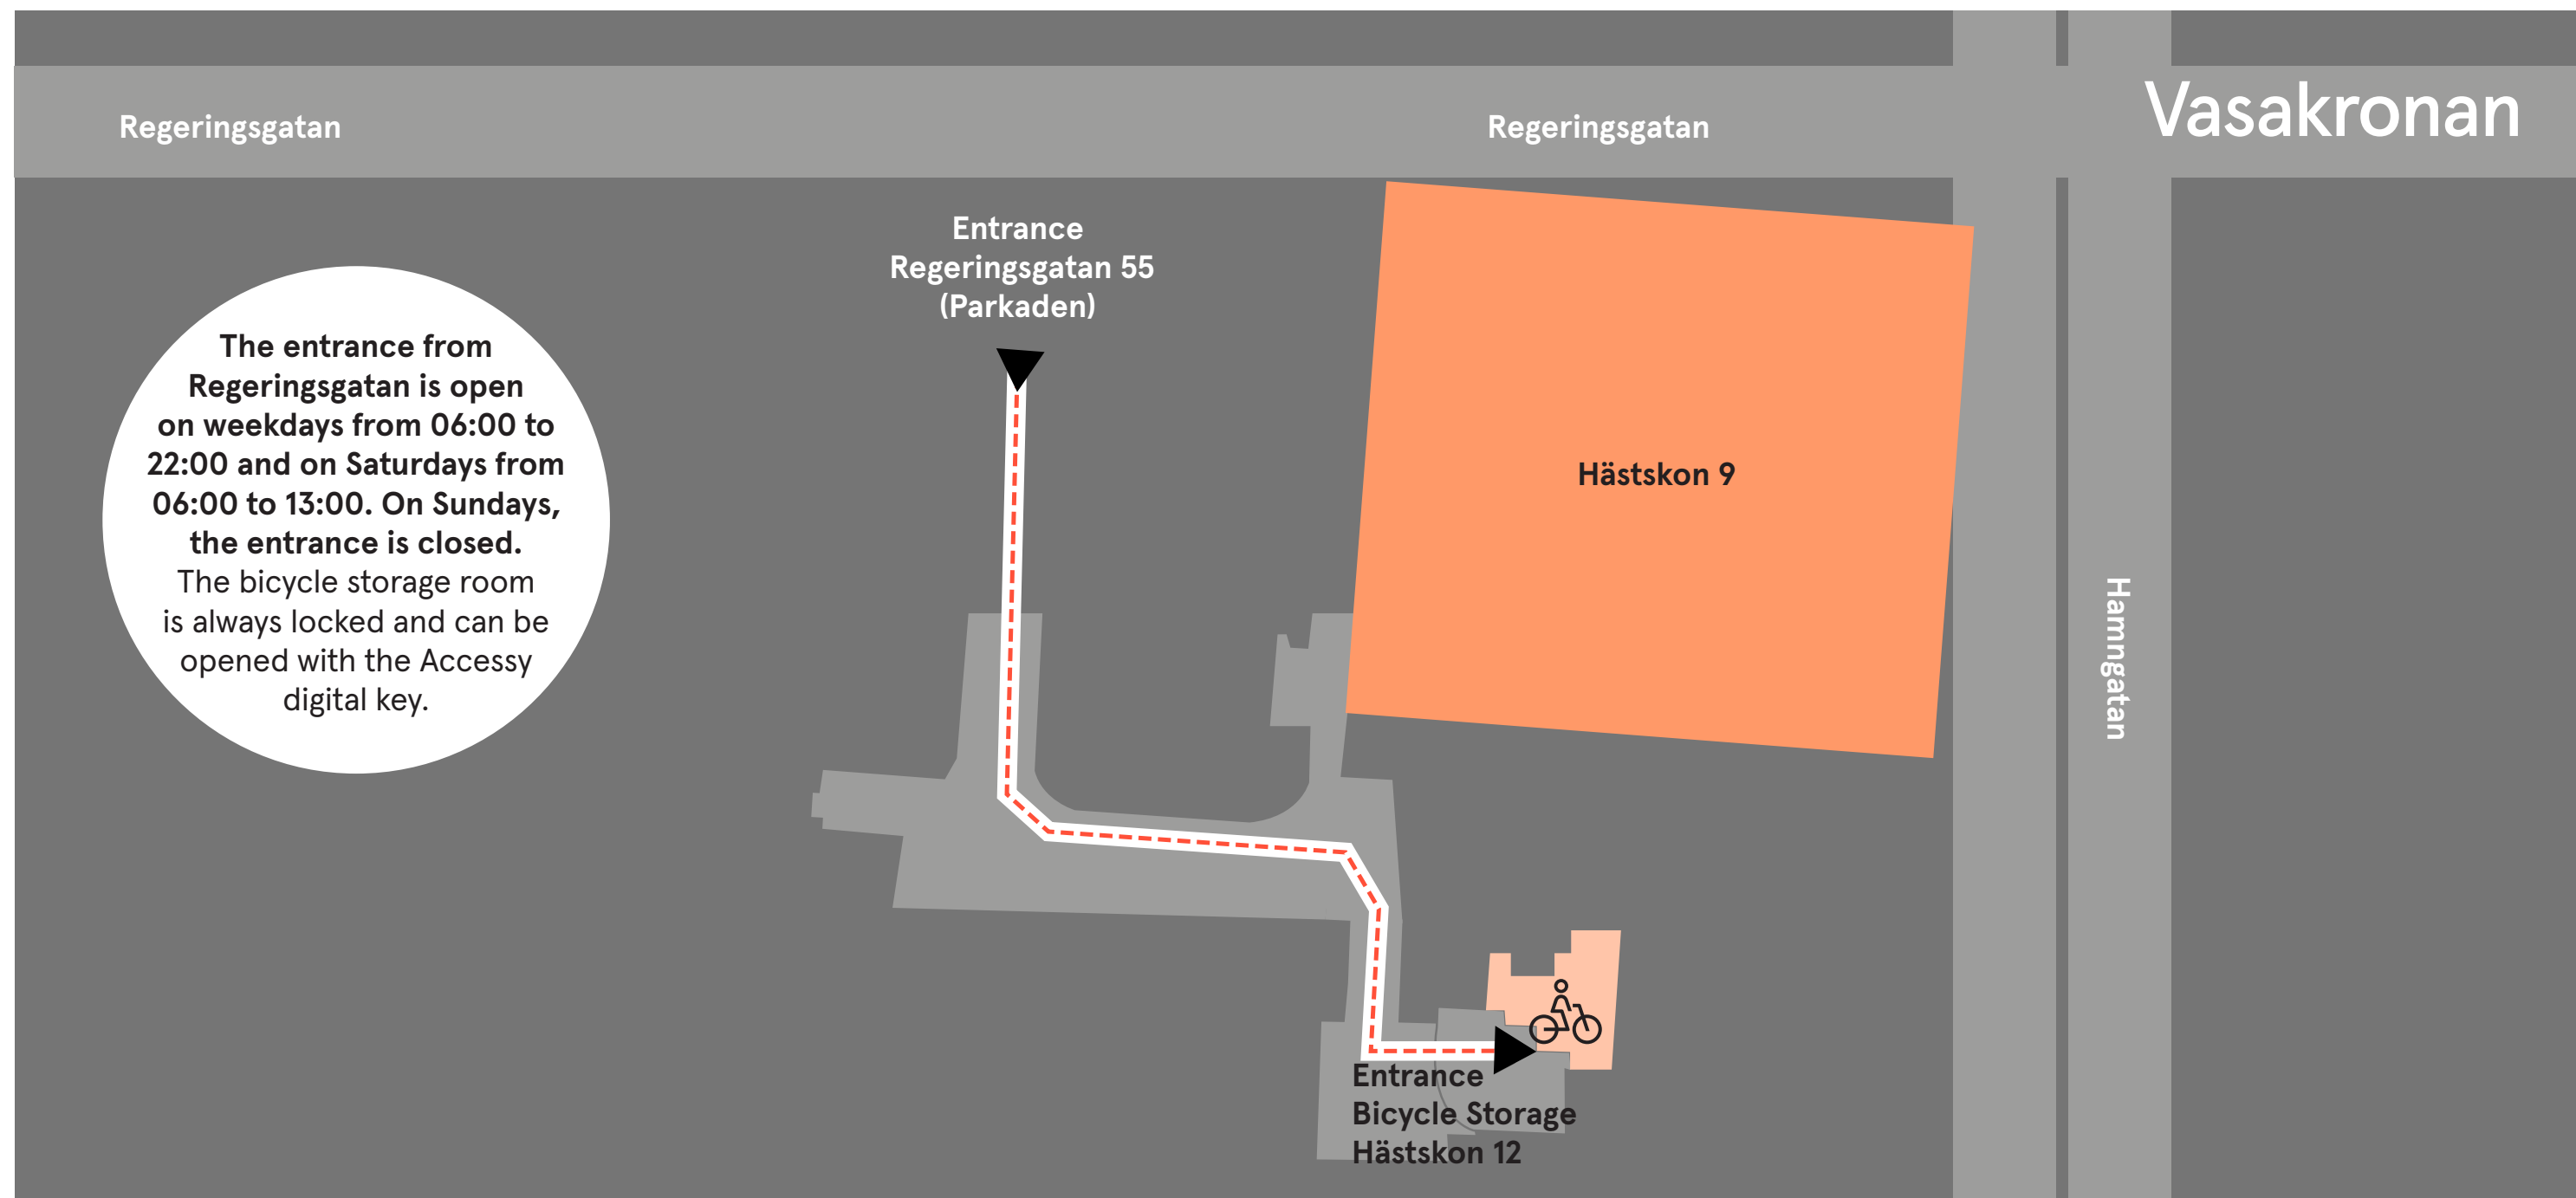 Regeringsgatan
Regeringsgatan
Vasakronan
Entrance
Regeringsgatan 55
(Parkaden)
The entrance from
Regeringsgatan is open
on weekdays from 06:00 to
22:00 and on Saturdays from
06:00 to 13:00. On Sundays,
the entrance is closed.
The bicycle storage room
is always locked and can be
opened with the Accessy
digital key.
Hästskon 9
Hamngatan
Entrance
Bicycle Storage
Hästskon 12